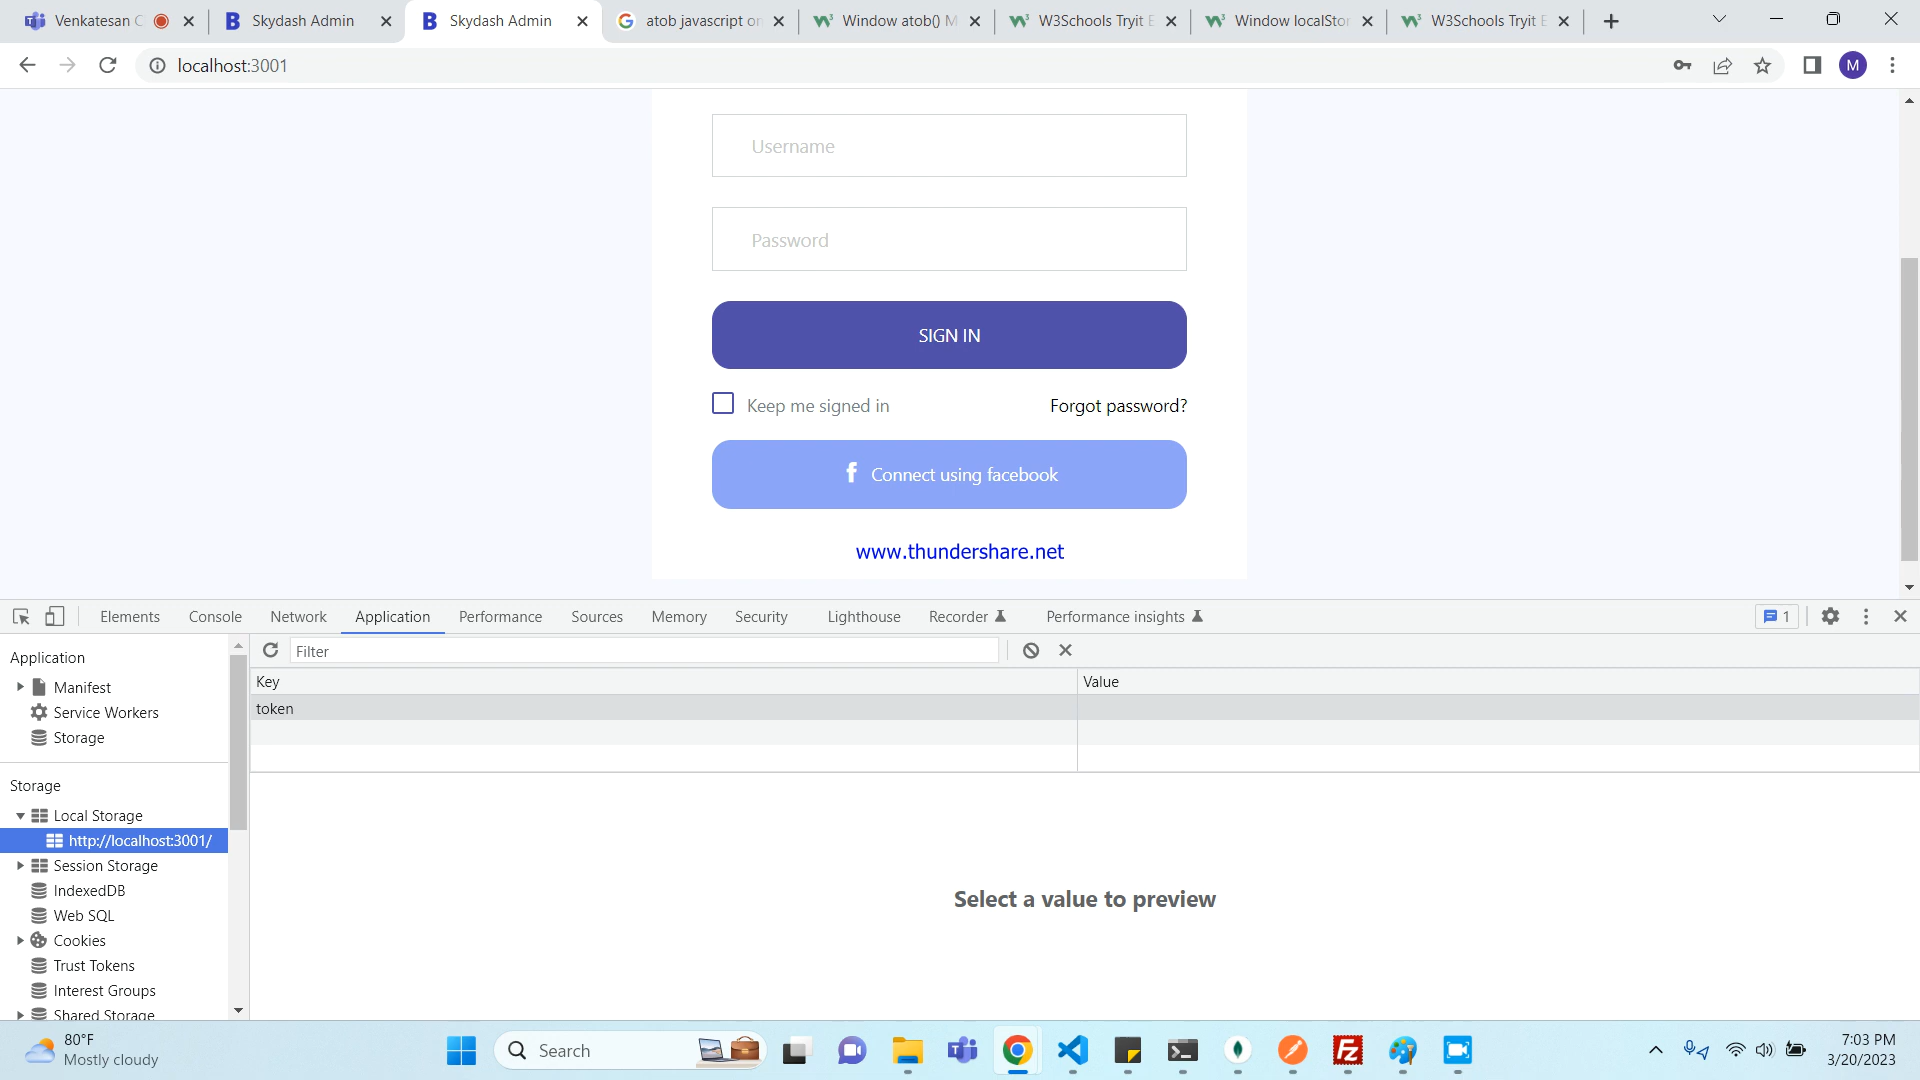 Venkatesan C
Skydash Admin
Skydash Admin
atob javascript on
Window atob() M
W3Schools Tryit E
Window localStor
W3Schools Tryit E
localhost:3001
M
Username
Password
SIGN IN
Keep me signed in
Forgot password?
f Connect using facebook
www.thundershare.net
Elements
Console
Network
Application
Performance
Sources
Memory
Security
Lighthouse
Recorder
Performance insights
1
Application
Manifest
Service Workers
Storage
Storage
Local Storage
http://localhost:3001/
Session Storage
IndexedDB
Web SQL
Cookies
Trust Tokens
Interest Groups
Shared Storage
Filter
Key
Value
token
Select a value to preview
80°F
Mostly cloudy
Search
7:03 PM
3/20/2023